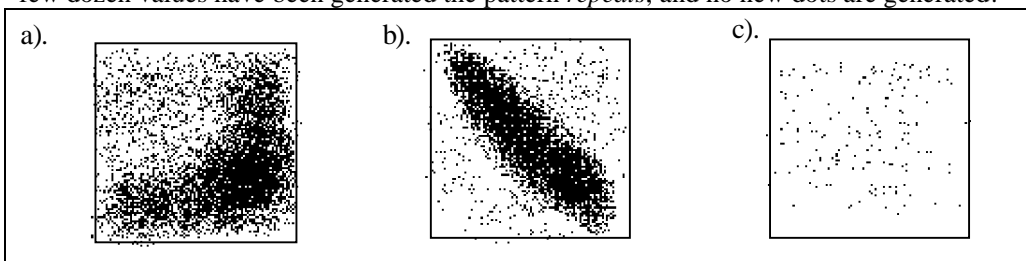 few dozen values have been generated the pattern repeats, and no new dots are generated.
a).
b).
c).